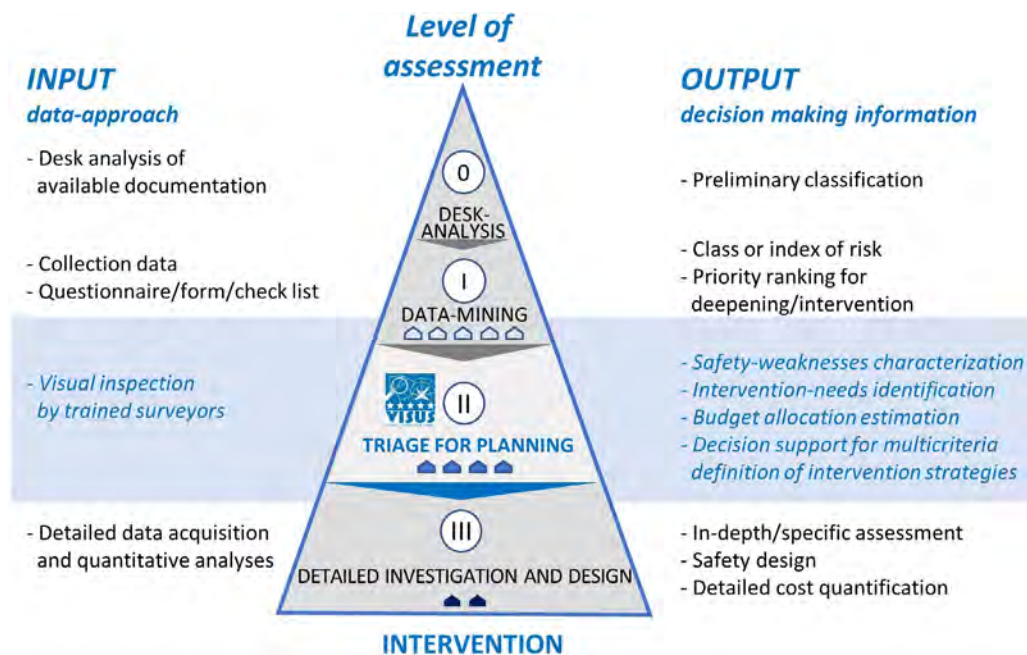 Level of
assessment
INPUT
data-approach
OUTPUT
decision making information
- Desk analysis of
available documentation
0
DESK-
ANALYSIS
- Preliminary classification
- Collection data
- Questionnaire/form/check list
I
DATA-MINING
- Class or index of risk
- Priority ranking for
deepening/intervention
- Visual inspection
by trained surveyors
VISUS
II
TRIAGE FOR PLANNING
- Safety-weaknesses characterization
- Intervention-needs identification
- Budget allocation estimation
- Decision support for multicriteria
definition of intervention strategies
- Detailed data acquisition
and quantitative analyses
III
DETAILED INVESTIGATION AND DESIGN
- In-depth/specific assessment
- Safety design
- Detailed cost quantification
INTERVENTION